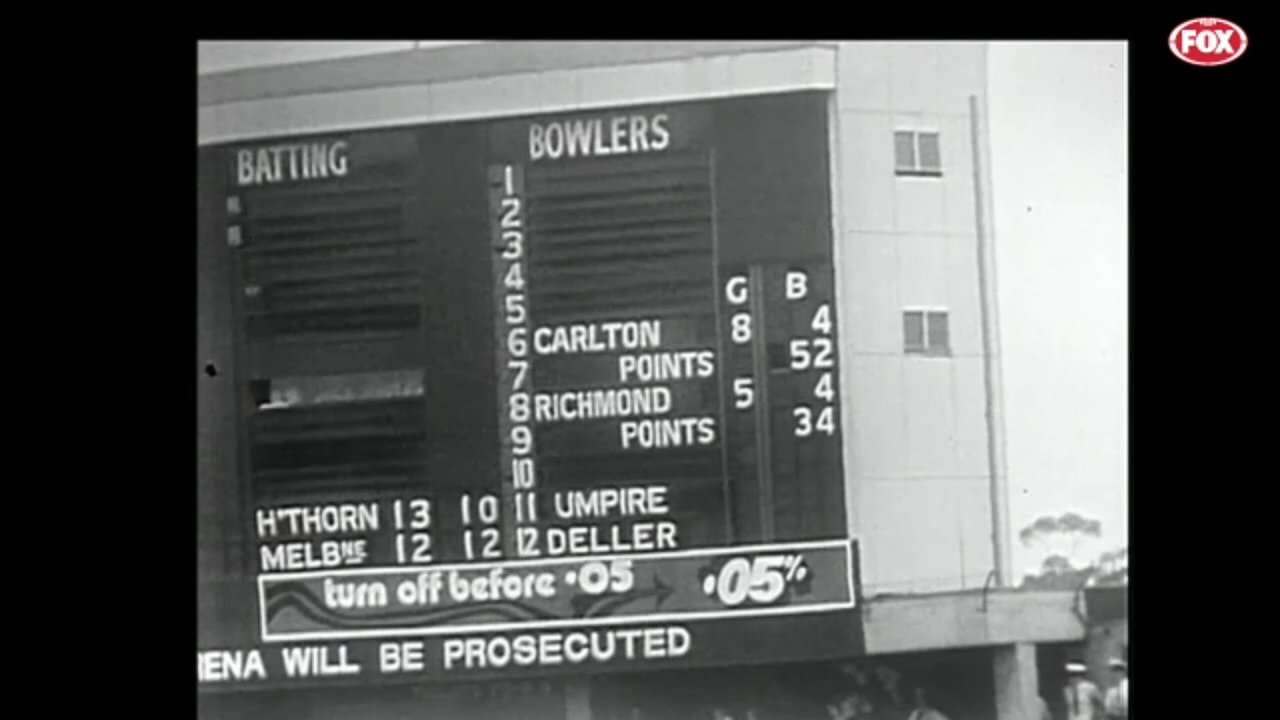 FOX
BATTING
BOWLERS
1
2
3
4
5
G B
6 CARLTON 8 4
7 POINTS 52
8 RICHMOND 5 4
9 POINTS 34
10
H'THORN 13 10 11 UMPIRE
MELBNE 12 12 12 DELLER
turn off before .05 .05%
RENA WILL BE PROSECUTED